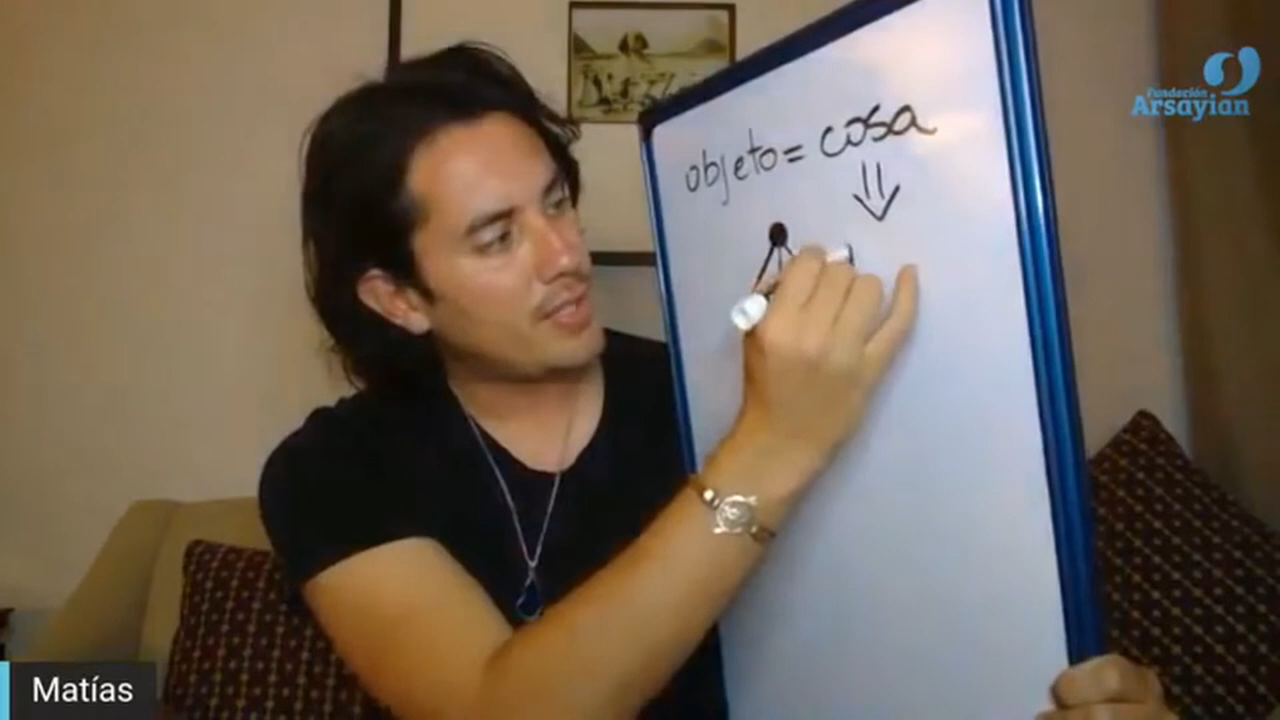 objeto = cosa
Fundación
Arsayian
Matías